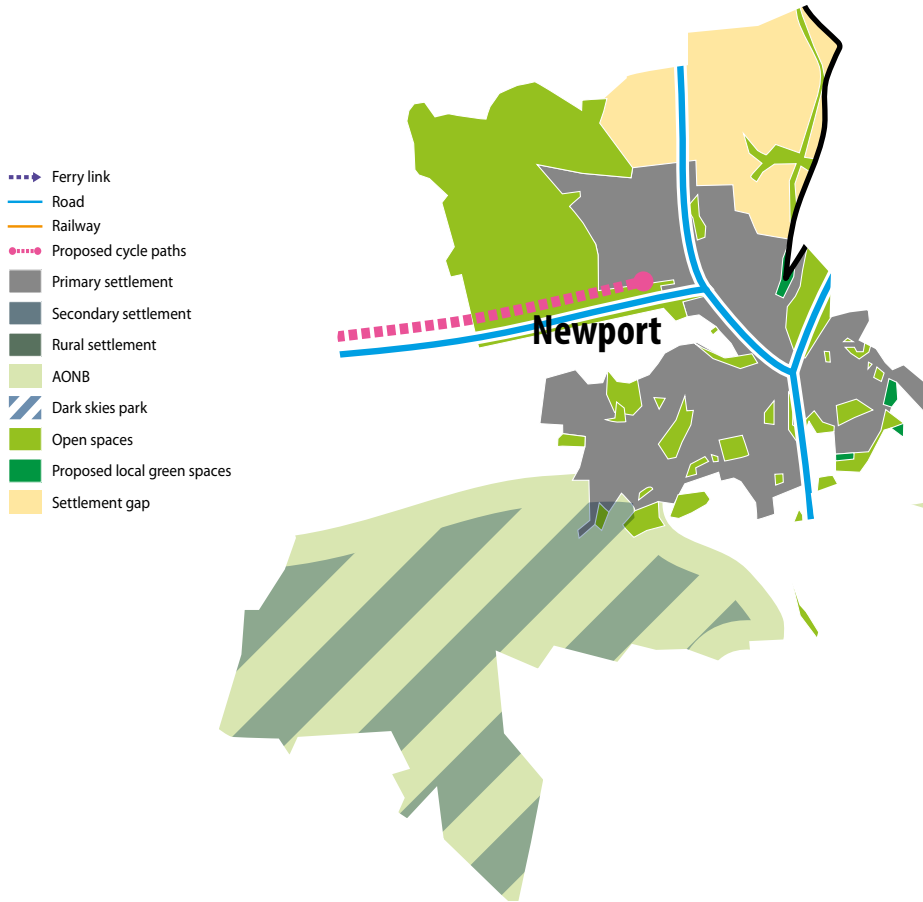 Ferry link
Road
Railway
Proposed cycle paths
Primary settlement
Secondary settlement
Rural settlement
AONB
Dark skies park
Open spaces
Proposed local green spaces
Settlement gap
Newport